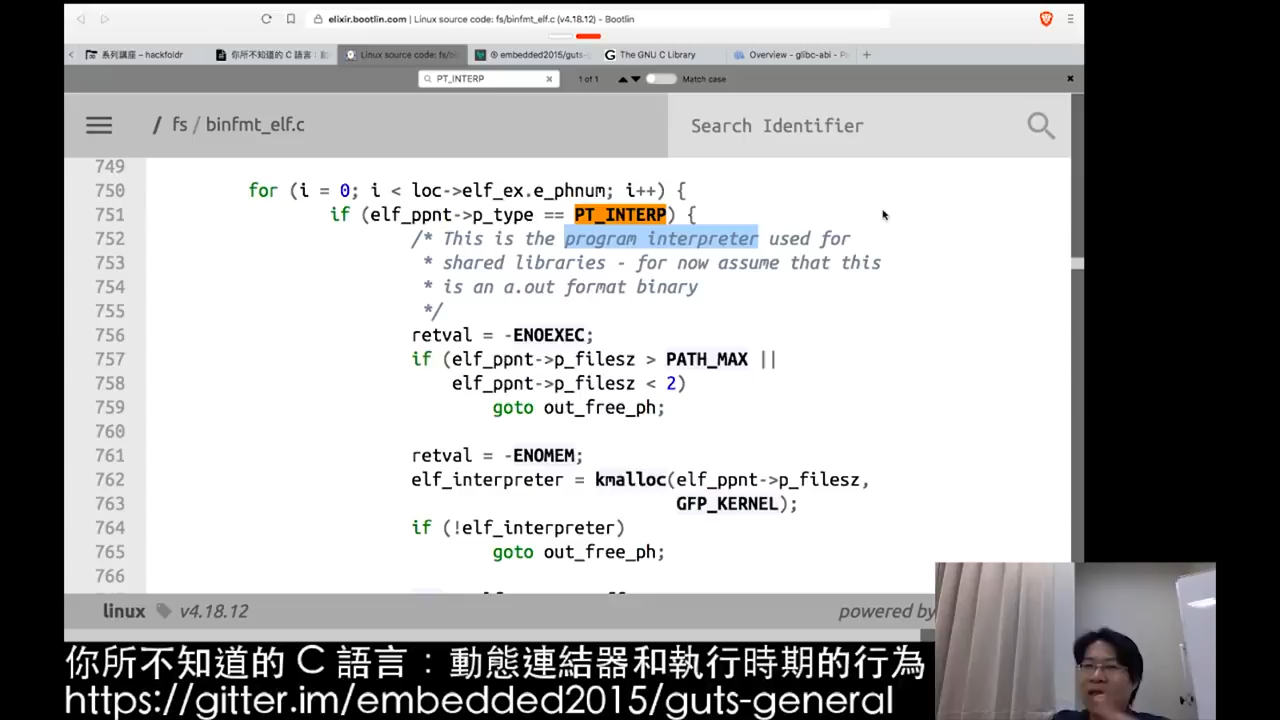 elixir.bootlin.com | Linux source code: fs/binfmt_elf.c (v4.18.12) - Bootlin
系列講座 – hackfoldr
你所不知道的 C 語言：
Linux source code: fs/bi
embedded2015/guts-
The GNU C Library
Overview - glibc-abi -
PT_INTERP
1 of 1
Match case
/ fs / binfmt_elf.c
Search Identifier
749
750 for (i = 0; i < loc->elf_ex.e_phnum; i++) {
751 if (elf_ppnt->p_type == PT_INTERP) {
752 /* This is the program interpreter used for
753 * shared libraries - for now assume that this
754 * is an a.out format binary
755 */
756 retval = -ENOEXEC;
757 if (elf_ppnt->p_filesz > PATH_MAX ||
758 elf_ppnt->p_filesz < 2)
759 goto out_free_ph;
760
761 retval = -ENOMEM;
762 elf_interpreter = kmalloc(elf_ppnt->p_filesz,
763 GFP_KERNEL);
764 if (!elf_interpreter)
765 goto out_free_ph;
766
linux v4.18.12
powered by
你所不知道的 C 語言：動態連結器和執行時期的行為
https://gitter.im/embedded2015/guts-general